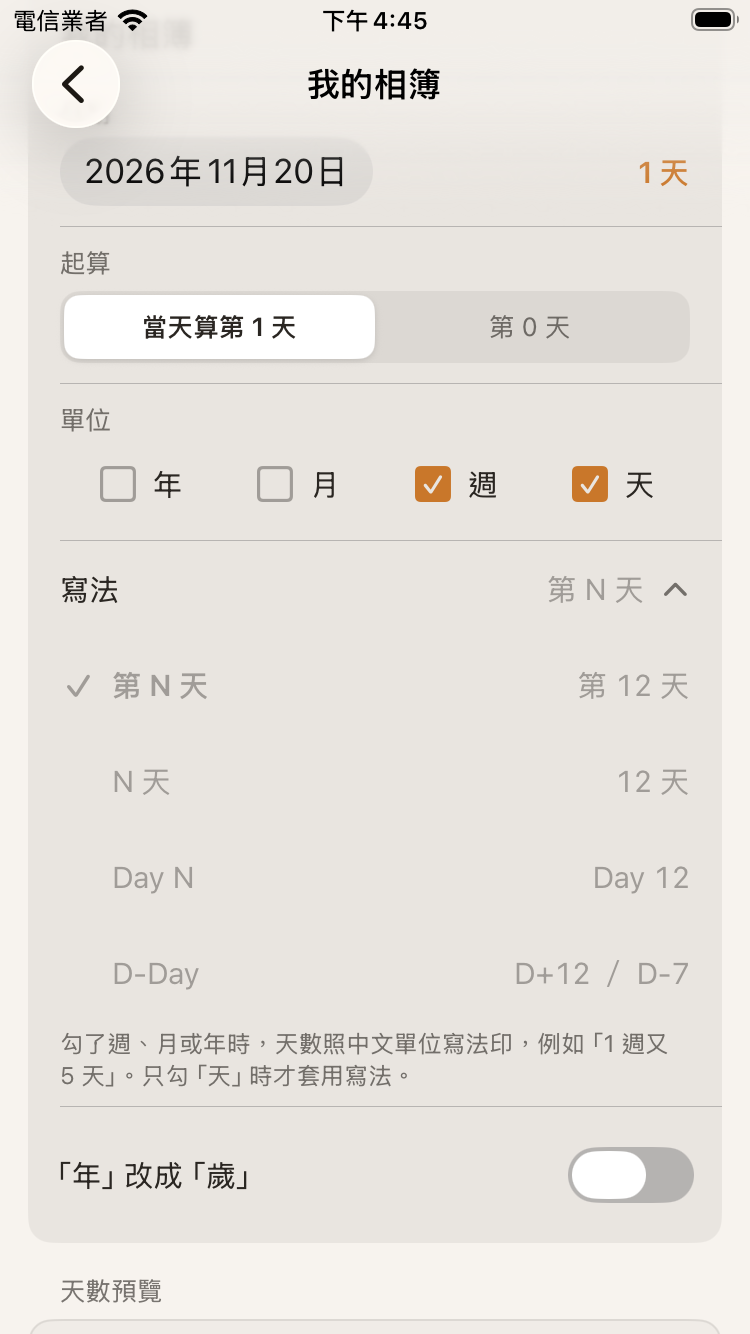 電信業者
下午4:45
我的相簿
2026年11月20日
1 天
起算
當天算第 1 天
第 0 天
單位
年
月
週
天
寫法
第 N 天
第 N 天
第 12 天
N 天
12 天
Day N
Day 12
D-Day
D+12 / D-7
勾了週、月或年時，天數照中文單位寫法印，例如「1 週又
5 天」。只勾「天」時才套用寫法。
「年」改成「歲」
天數預覽